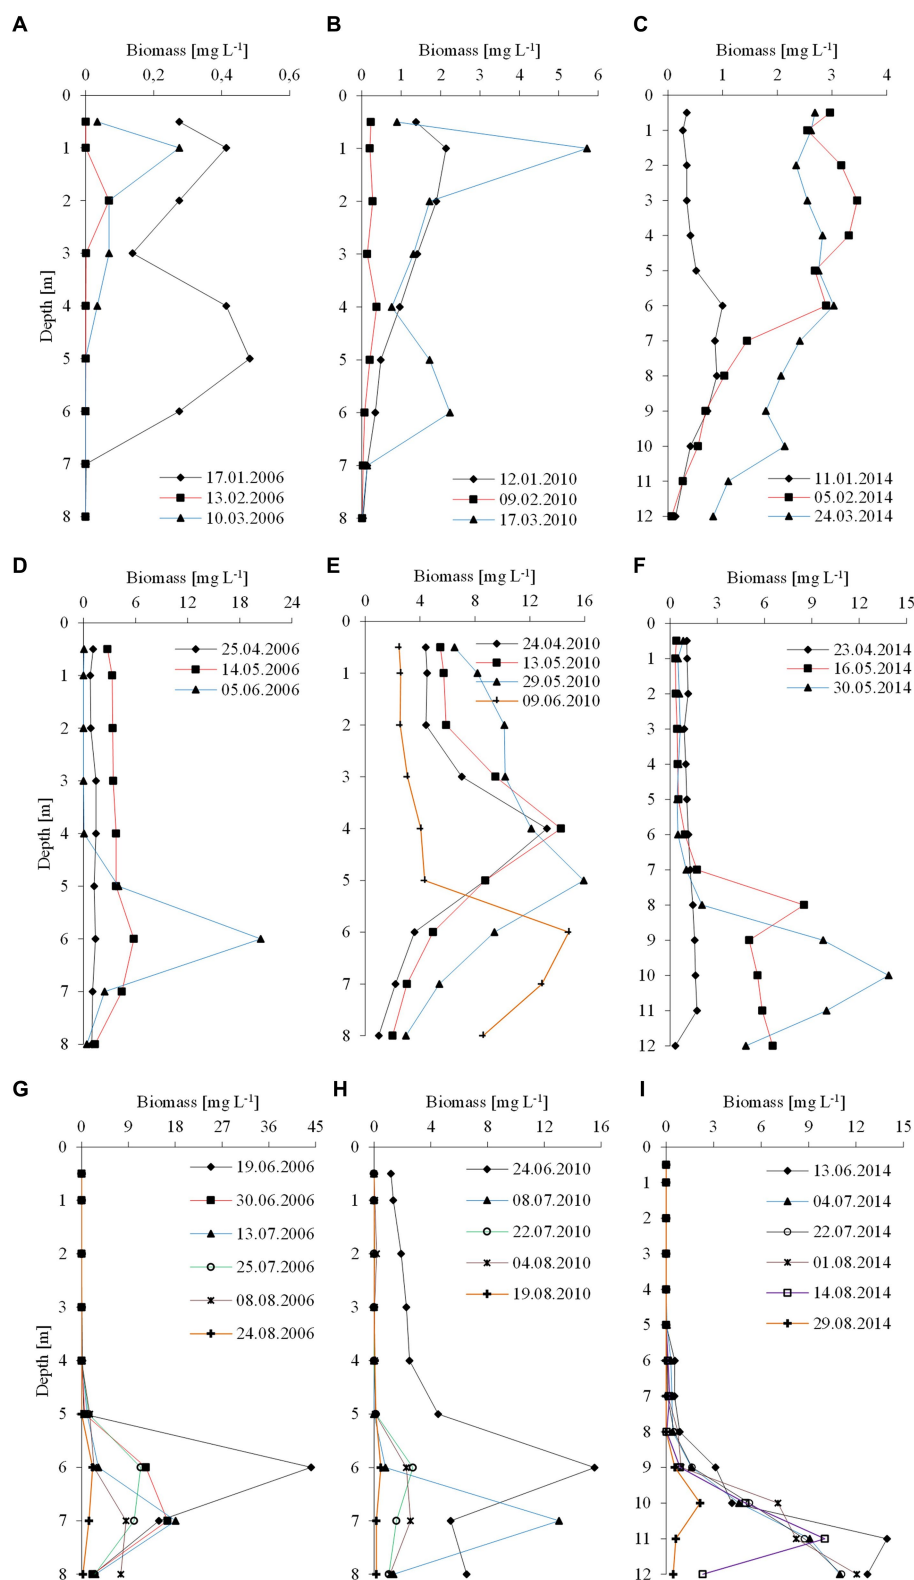 A
B
C
Biomass [mg L-1]
Biomass [mg L-1]
Biomass [mg L-1]
0 0,2 0,4 0,6
0 1 2 3 4 5 6
0 1 2 3 4
Depth [m]
0 1 2 3 4 5 6 7 8
0 1 2 3 4 5 6 7 8
0 1 2 3 4 5 6 7 8 9 10 11 12
17.01.2006
13.02.2006
10.03.2006
12.01.2010
09.02.2010
17.03.2010
11.01.2014
05.02.2014
24.03.2014
D
E
F
Biomass [mg L-1]
Biomass [mg L-1]
Biomass [mg L-1]
0 6 12 18 24
0 4 8 12 16
0 3 6 9 12 15
Depth [m]
0 1 2 3 4 5 6 7 8
0 1 2 3 4 5 6 7 8
0 1 2 3 4 5 6 7 8 9 10 11 12
25.04.2006
14.05.2006
05.06.2006
24.04.2010
13.05.2010
29.05.2010
09.06.2010
23.04.2014
16.05.2014
30.05.2014
G
H
I
Biomass [mg L-1]
Biomass [mg L-1]
Biomass [mg L-1]
0 9 18 27 36 45
0 4 8 12 16
0 3 6 9 12 15
Depth [m]
0 1 2 3 4 5 6 7 8
0 1 2 3 4 5 6 7 8
0 1 2 3 4 5 6 7 8 9 10 11 12
19.06.2006
30.06.2006
13.07.2006
25.07.2006
08.08.2006
24.08.2006
24.06.2010
08.07.2010
22.07.2010
04.08.2010
19.08.2010
13.06.2014
04.07.2014
22.07.2014
01.08.2014
14.08.2014
29.08.2014